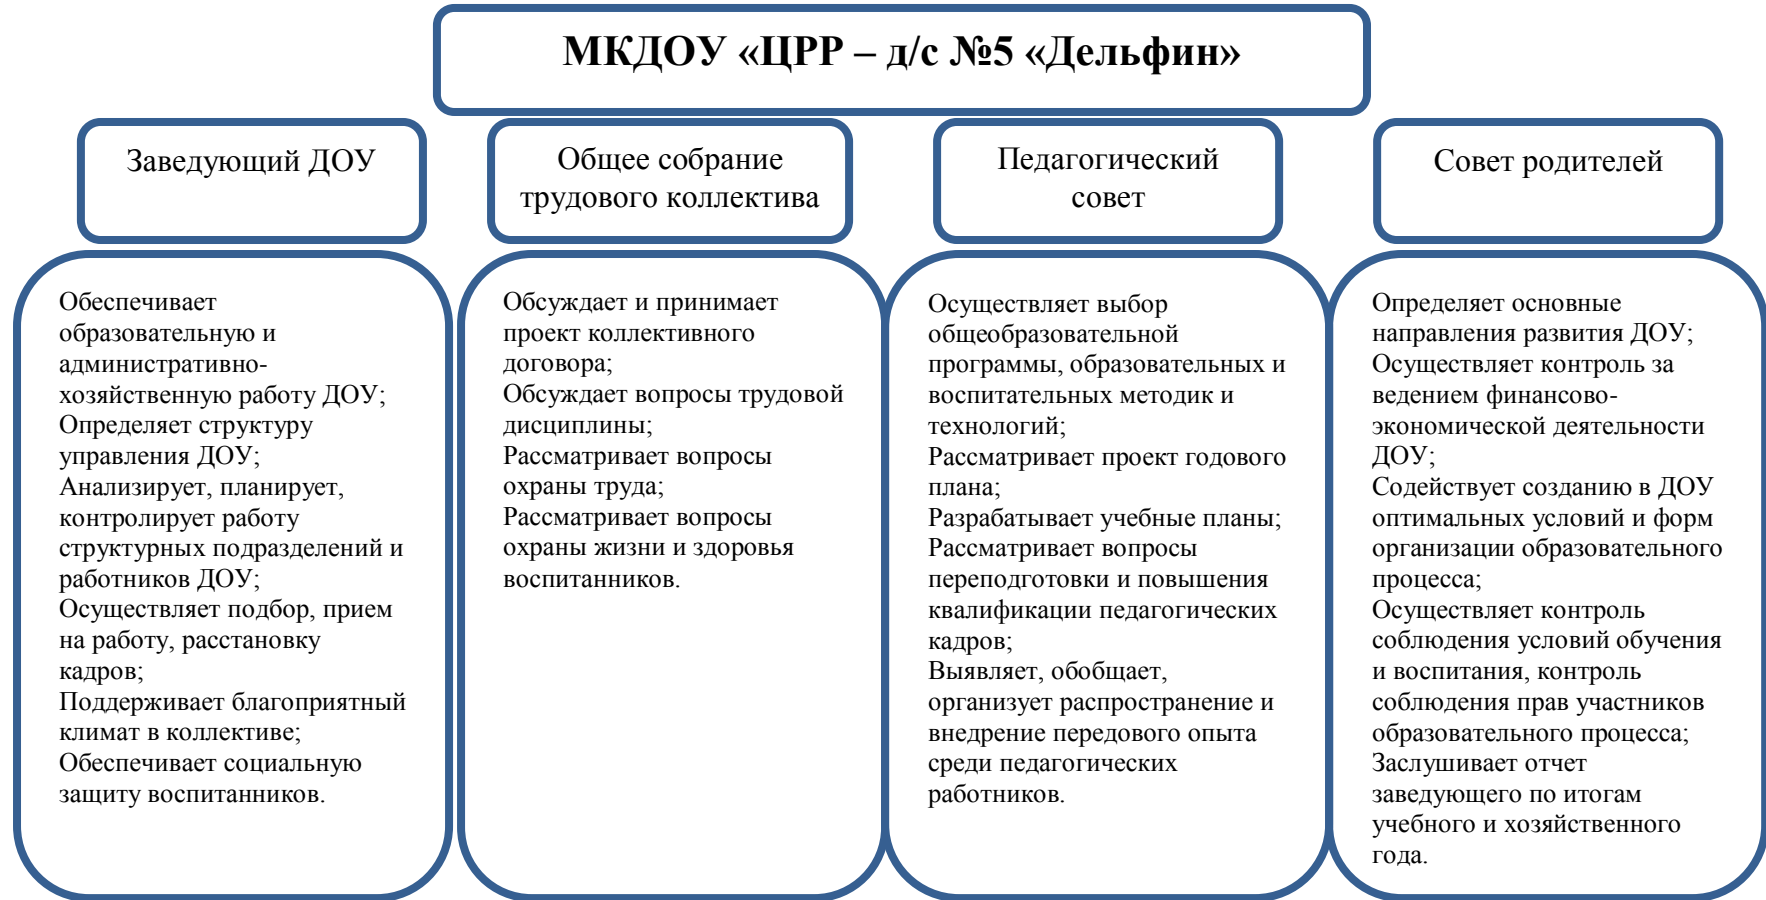 МКДОУ «ЦРР – д/с №5 «Дельфин»
Заведующий ДОУ
Общее собрание
трудового коллектива
Педагогический
совет
Совет родителей
Обеспечивает
образовательную и
административно-
хозяйственную работу ДОУ;
Определяет структуру
управления ДОУ;
Анализирует, планирует,
контролирует работу
структурных подразделений и
работников ДОУ;
Осуществляет подбор, прием
на работу, расстановку
кадров;
Поддерживает благоприятный
климат в коллективе;
Обеспечивает социальную
защиту воспитанников.
Обсуждает и принимает
проект коллективного
договора;
Обсуждает вопросы трудовой
дисциплины;
Рассматривает вопросы
охраны труда;
Рассматривает вопросы
охраны жизни и здоровья
воспитанников.
Осуществляет выбор
общеобразовательной
программы, образовательных и
воспитательных методик и
технологий;
Рассматривает проект годового
плана;
Разрабатывает учебные планы;
Рассматривает вопросы
переподготовки и повышения
квалификации педагогических
кадров;
Выявляет, обобщает,
организует распространение и
внедрение передового опыта
среди педагогических
работников.
Определяет основные
направления развития ДОУ;
Осуществляет контроль за
ведением финансово-
экономической деятельности
ДОУ;
Содействует созданию в ДОУ
оптимальных условий и форм
организации образовательного
процесса;
Осуществляет контроль
соблюдения условий обучения
и воспитания, контроль
соблюдения прав участников
образовательного процесса;
Заслушивает отчет
заведующего по итогам
учебного и хозяйственного
года.